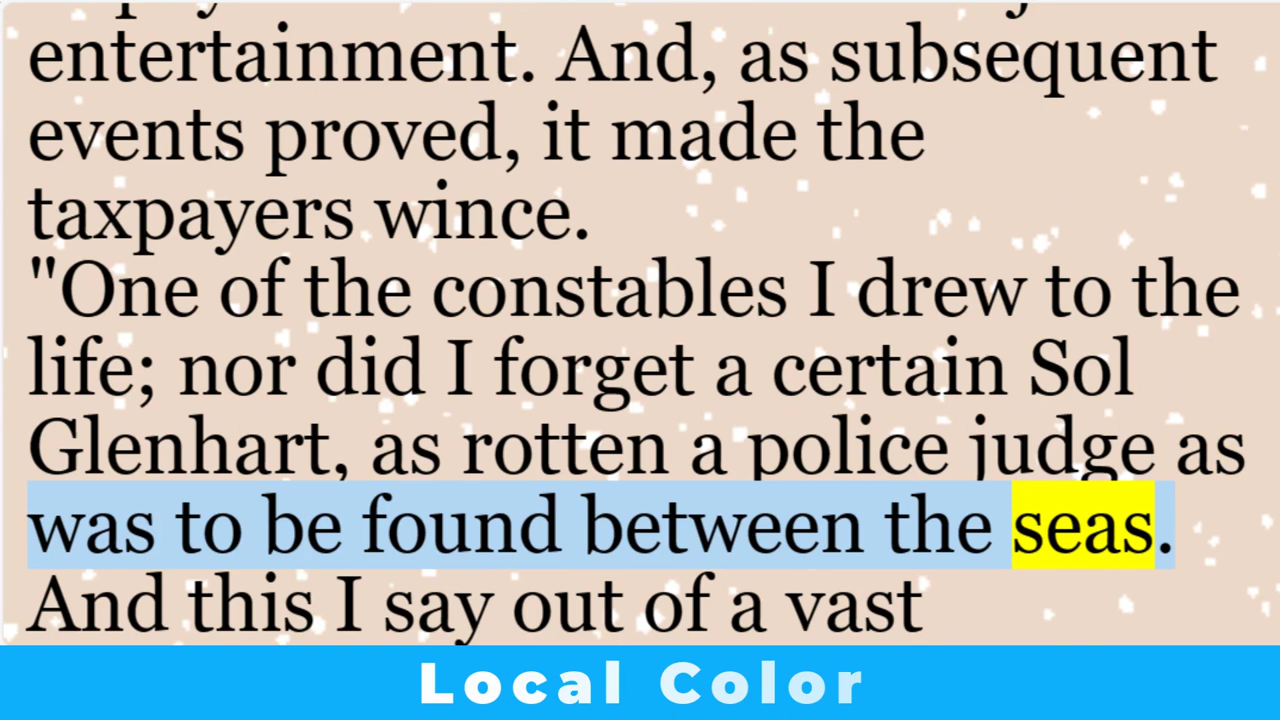 entertainment. And, as subsequent
events proved, it made the
taxpayers wince.
"One of the constables I drew to the
life; nor did I forget a certain Sol
Glenhart, as rotten a police judge as
was to be found between the seas.
And this I say out of a vast
Local Color